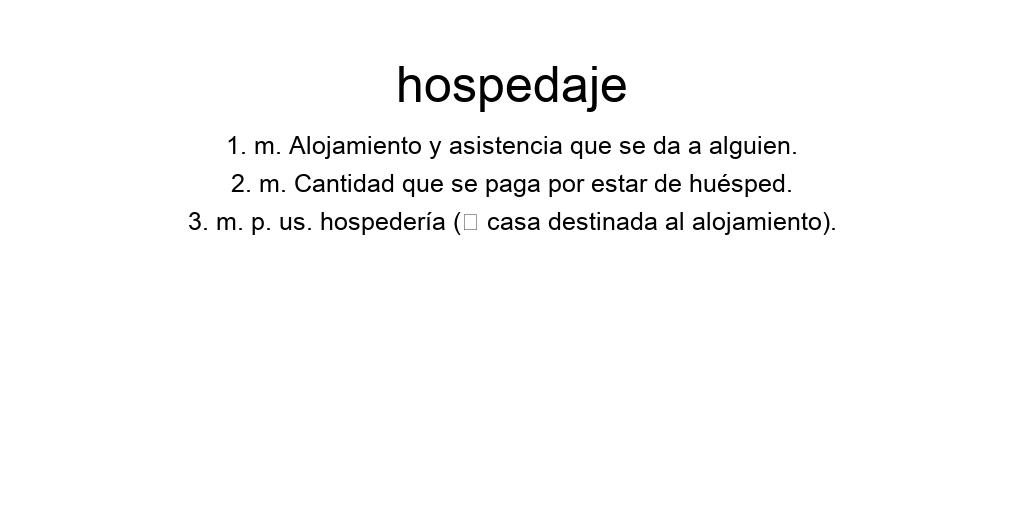 hospedaje
1. m. Alojamiento y asistencia que se da a alguien.
2. m. Cantidad que se paga por estar de huésped.
3. m. p. us. hospedería (□ casa destinada al alojamiento).